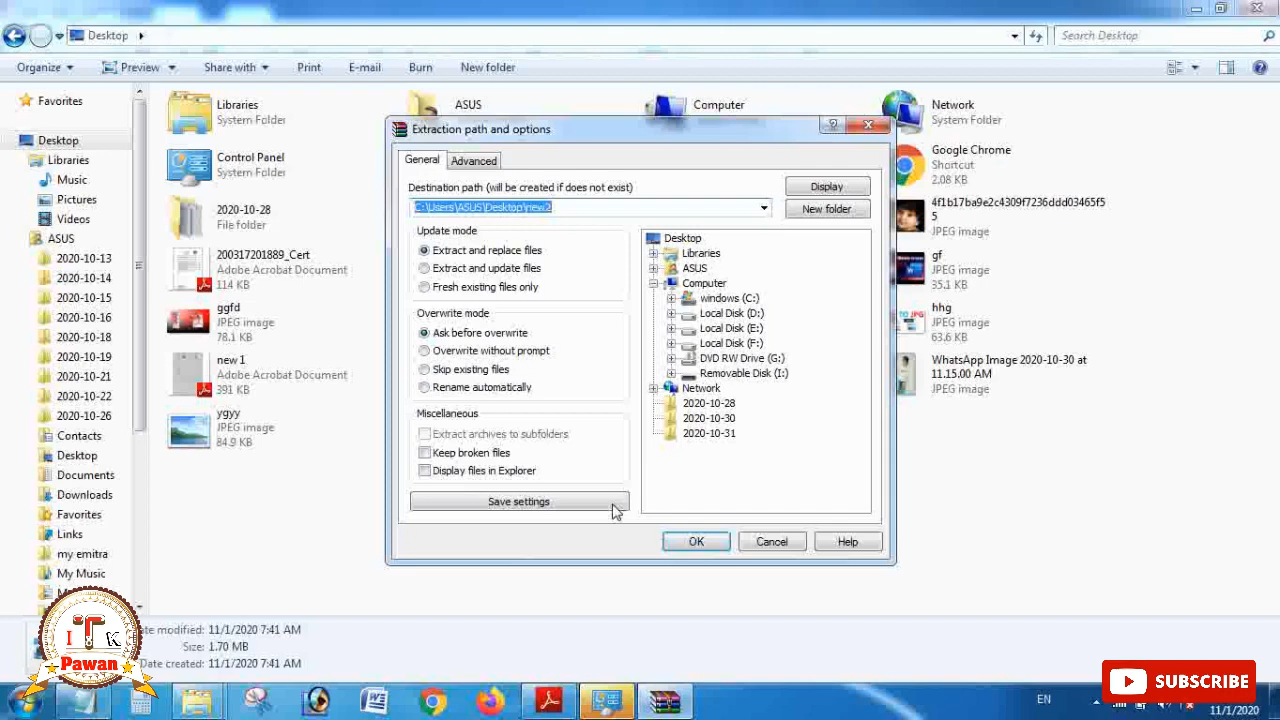 Desktop
Search Desktop
Organize
Preview
Share with
Print
E-mail
Burn
New folder
Favorites
Desktop
Libraries
Music
Pictures
Videos
ASUS
2020-10-13
2020-10-14
2020-10-15
2020-10-16
2020-10-18
2020-10-19
2020-10-21
2020-10-22
2020-10-26
Contacts
Desktop
Documents
Downloads
Favorites
Links
my emitra
My Music
Libraries
System Folder
Control Panel
System Folder
2020-10-28
File folder
200317201889_Cert
Adobe Acrobat Document
114 KB
ggfd
JPEG image
78.1 KB
new 1
Adobe Acrobat Document
391 KB
ygyy
JPEG image
84.9 KB
ASUS
Computer
Network
System Folder
Google Chrome
Shortcut
2.08 KB
4f1b17ba9e2c4309f7236ddd03465f5
5
JPEG image
gf
JPEG image
35.1 KB
hhg
JPEG image
63.6 KB
WhatsApp Image 2020-10-30 at
11.15.00 AM
JPEG image
Extraction path and options
General
Advanced
Destination path (will be created if does not exist)
C:\Users\ASUS\Desktop\new2
Display
New folder
Update mode
Extract and replace files
Extract and update files
Fresh existing files only
Overwrite mode
Ask before overwrite
Overwrite without prompt
Skip existing files
Rename automatically
Miscellaneous
Extract archives to subfolders
Keep broken files
Display files in Explorer
Save settings
Desktop
Libraries
ASUS
Computer
windows (C:)
Local Disk (D:)
Local Disk (E:)
Local Disk (F:)
DVD RW Drive (G:)
Removable Disk (I:)
Network
2020-10-28
2020-10-30
2020-10-31
OK
Cancel
Help
ate modified: 11/1/2020 7:41 AM
Size: 1.70 MB
Date created: 11/1/2020 7:41 AM
I T K
Pawan
SUBSCRIBE
EN
11/1/2020